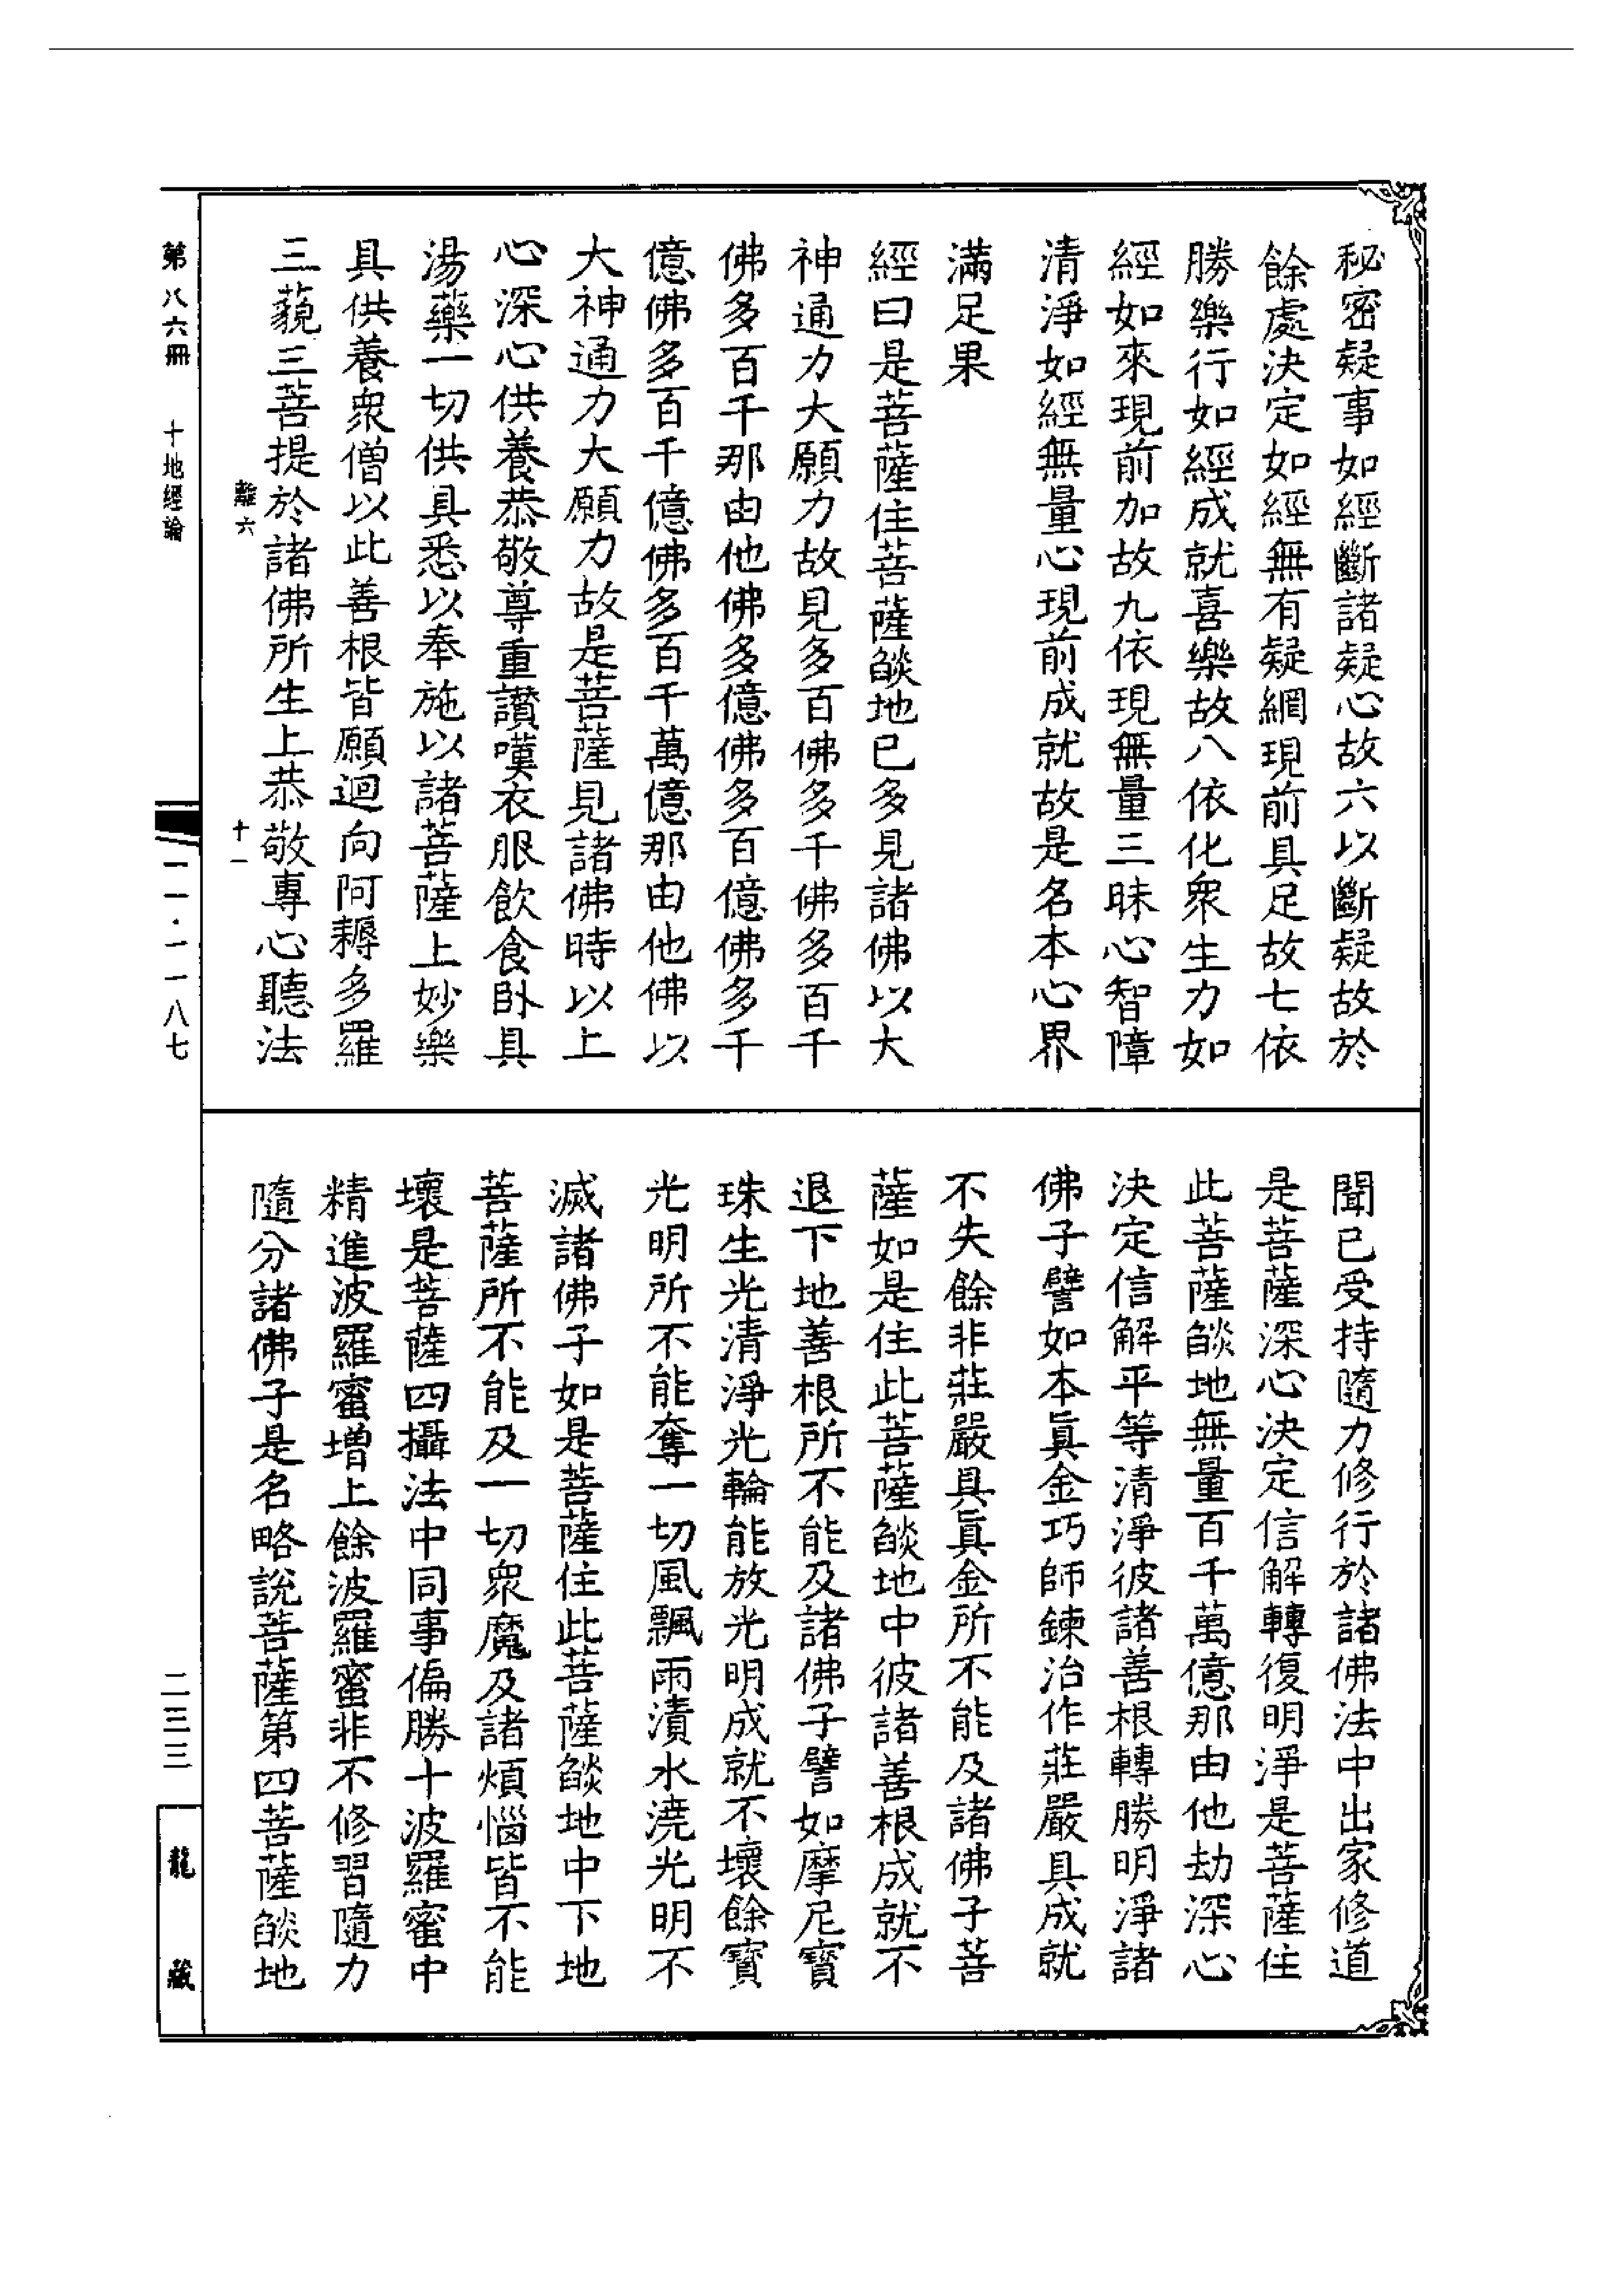 秘密疑事如經斷諸疑心故六以斷疑故於
餘處決定如經無有疑網現前具足故七依
勝樂行如經成就喜樂故八依化衆生力如
經如來現前加故九依現無量三昧心智障
清淨如經無量心現前成就故是名本心界
滿足果
經曰是菩薩住菩薩燄地已多見諸佛以大
神通力大願力故見多百佛多千佛多百千
佛多百千那由他佛多億佛多百億佛多千
億佛多百千億佛多百千萬億那由他佛以
大神通力大願力故是菩薩見諸佛時以上
心深心供養恭敬尊重讃嘆衣服飲食卧具
湯藥一切供具悉以奉施以諸菩薩上妙樂
具供養衆僧以此善根皆願迴向阿耨多羅
三藐三菩提於諸佛所生上恭敬專心聽法
離六
十一
聞已受持隨力修行於諸佛法中出家修道
是菩薩深心決定信解轉復明淨是菩薩住
此菩薩燄地無量百千萬億那由他劫深心
決定信解平等清淨彼諸善根轉勝明淨諸
佛子譬如本眞金巧師鍊治作莊嚴具成就
不失餘非莊嚴具眞金所不能及諸佛子菩
薩如是住此菩薩燄地中彼諸善根成就不
退下地善根所不能及諸佛子譬如摩尼寶
珠生光清淨光輪能放光明成就不壞餘寶
光明所不能奪一切風飄雨漬水澆光明不
滅諸佛子如是菩薩住此菩薩燄地中下地
菩薩所不能及一切衆魔及諸煩惱皆不能
壞是菩薩四攝法中同事偏勝十波羅蜜中
精進波羅蜜增上餘波羅蜜非不修習隨力
隨分諸佛子是名略說菩薩第四菩薩燄地
第八六冊
十地經論
一一·一一八七
二三三
龍藏